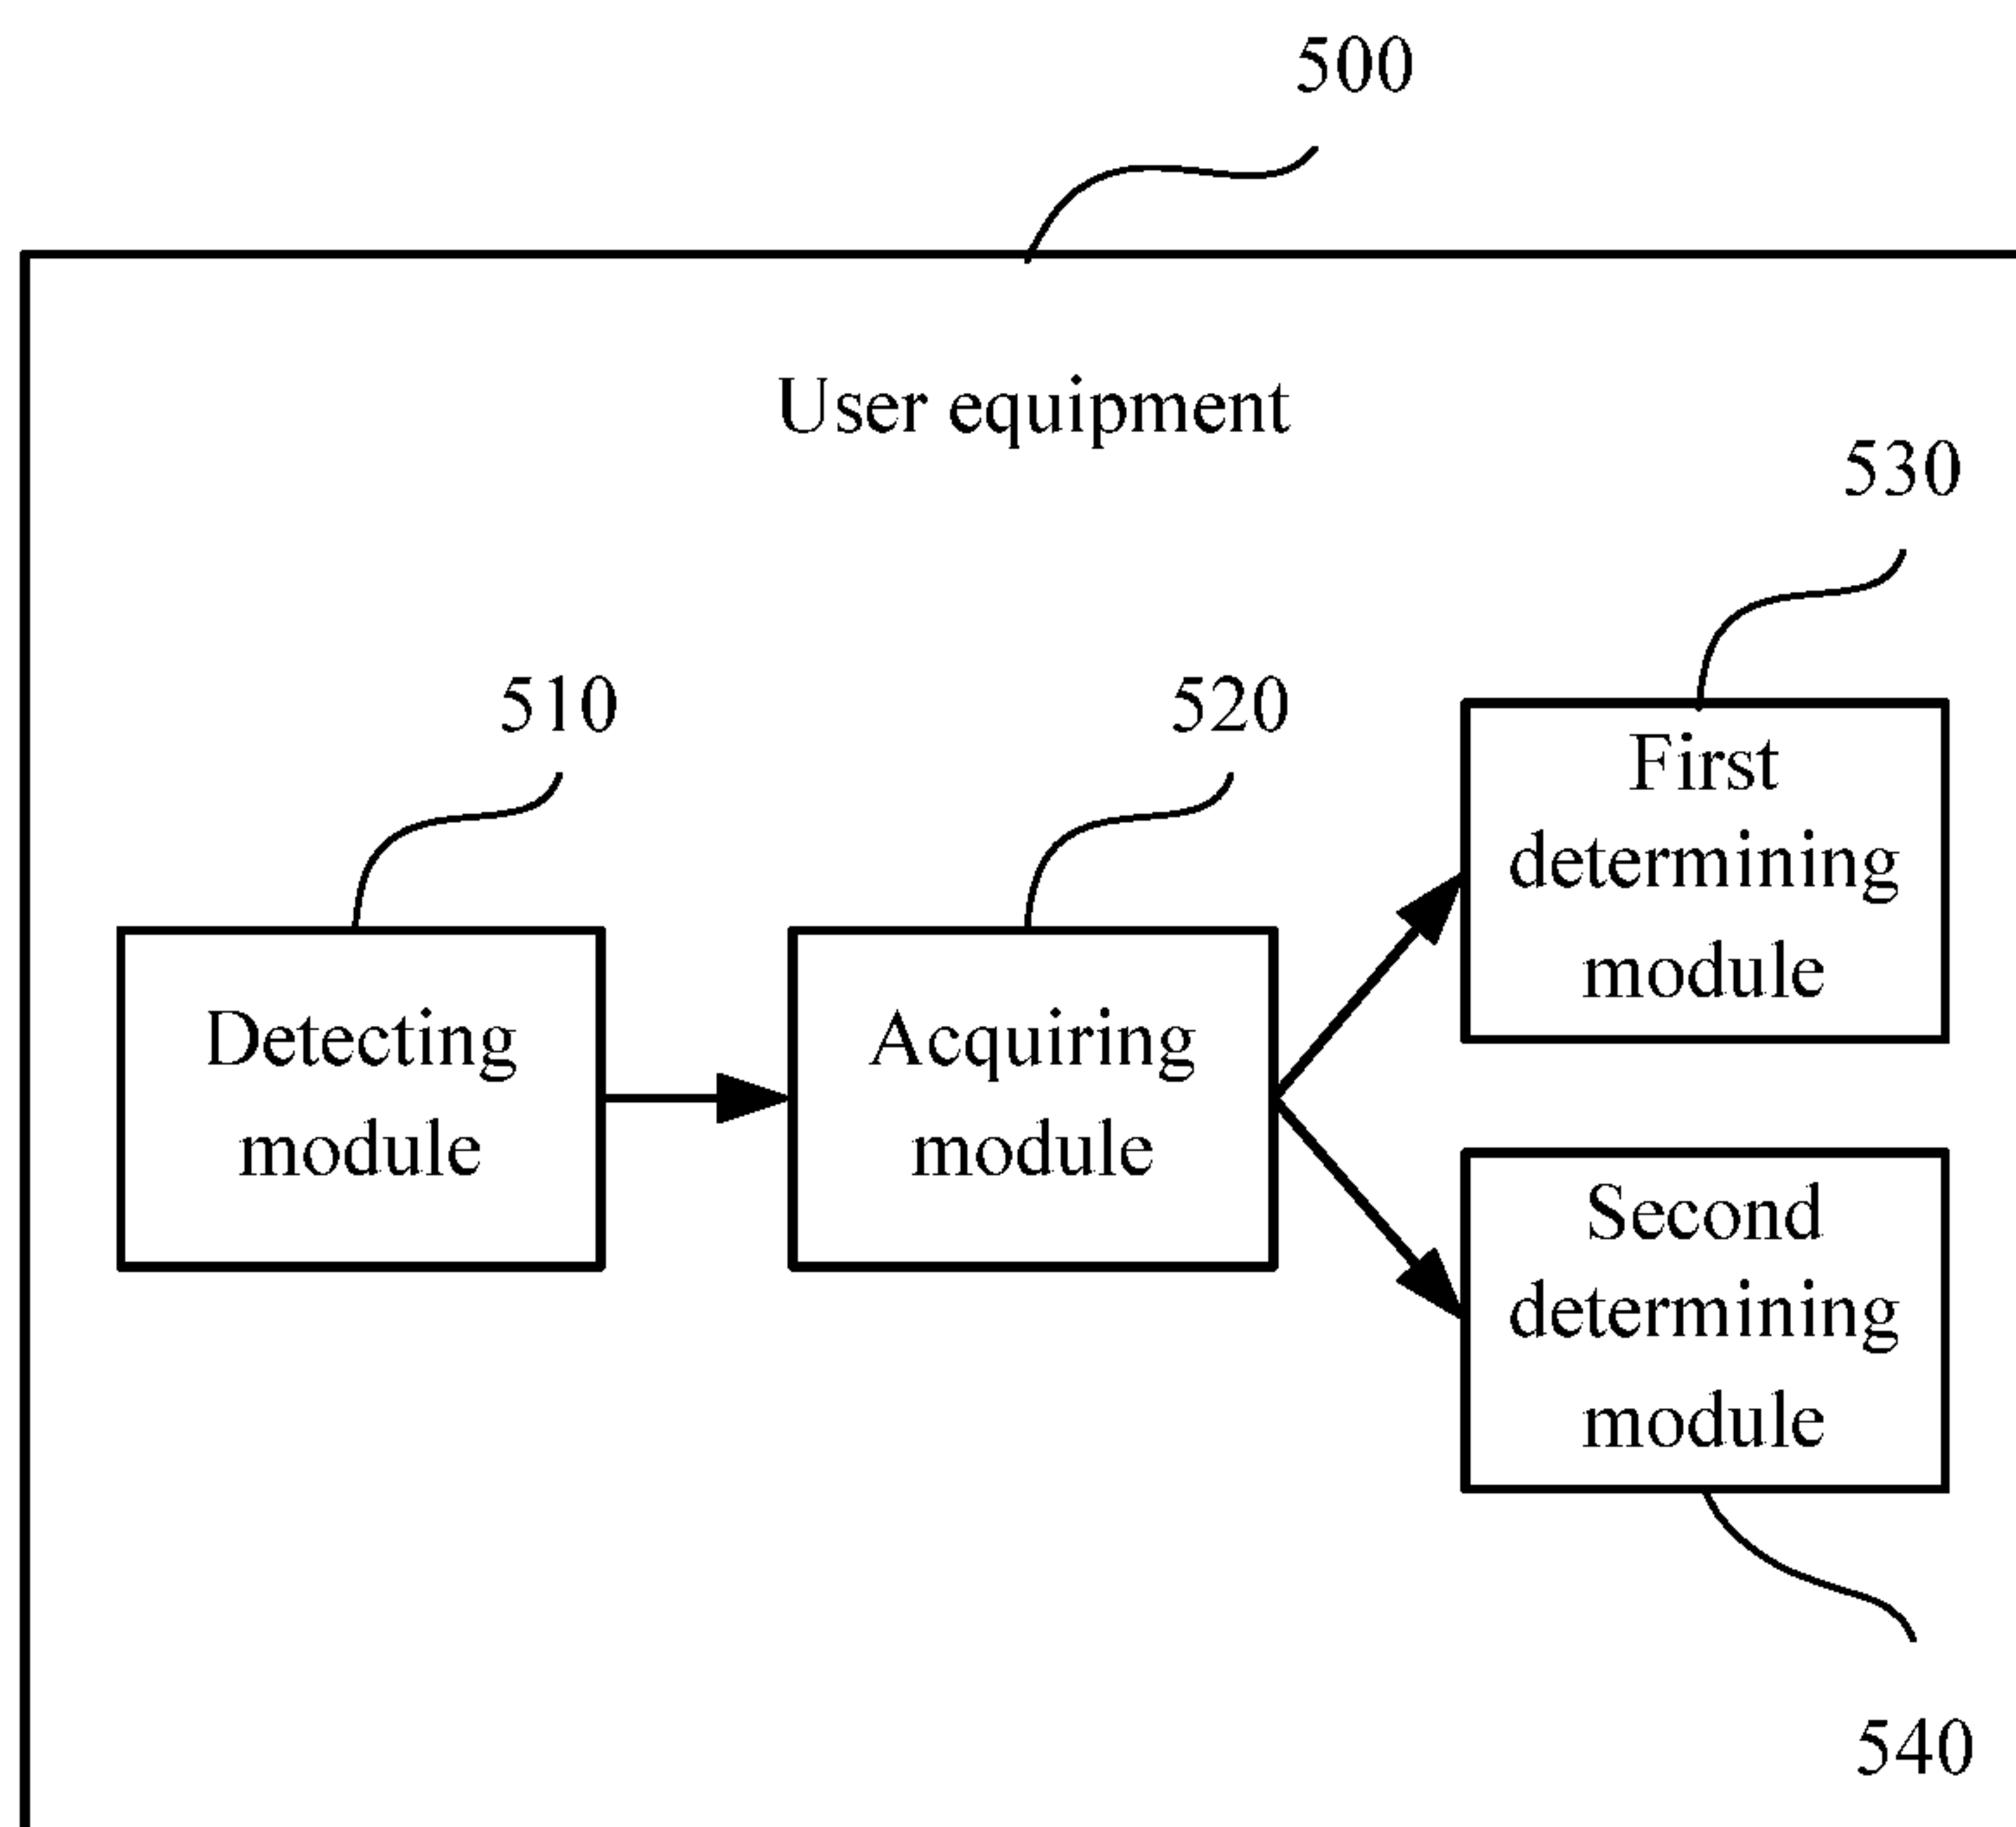 500
User equipment
530
510
520
First
determining
module
Detecting
module
Acquiring
module
Second
determining
module
540